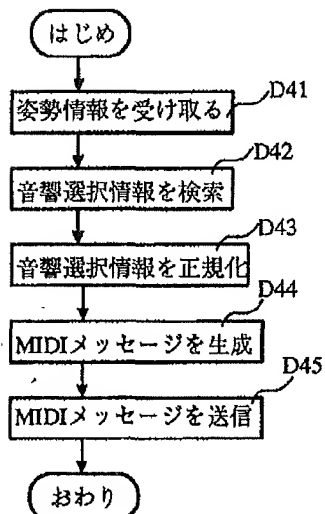 はじめ
D41
姿勢情報を受け取る
D42
音響選択情報を検索
D43
音響選択情報を正規化
D44
MIDIメッセージを生成
D45
MIDIメッセージを送信
おわり